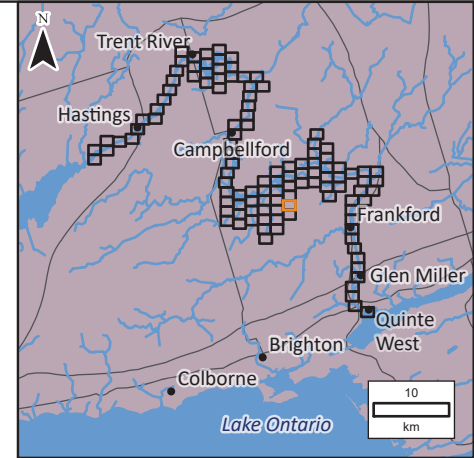 N
Trent River
Hastings
Campbellford
Frankford
Glen Miller
Quinte
West
Brighton
Colborne
10
km
Lake Ontario